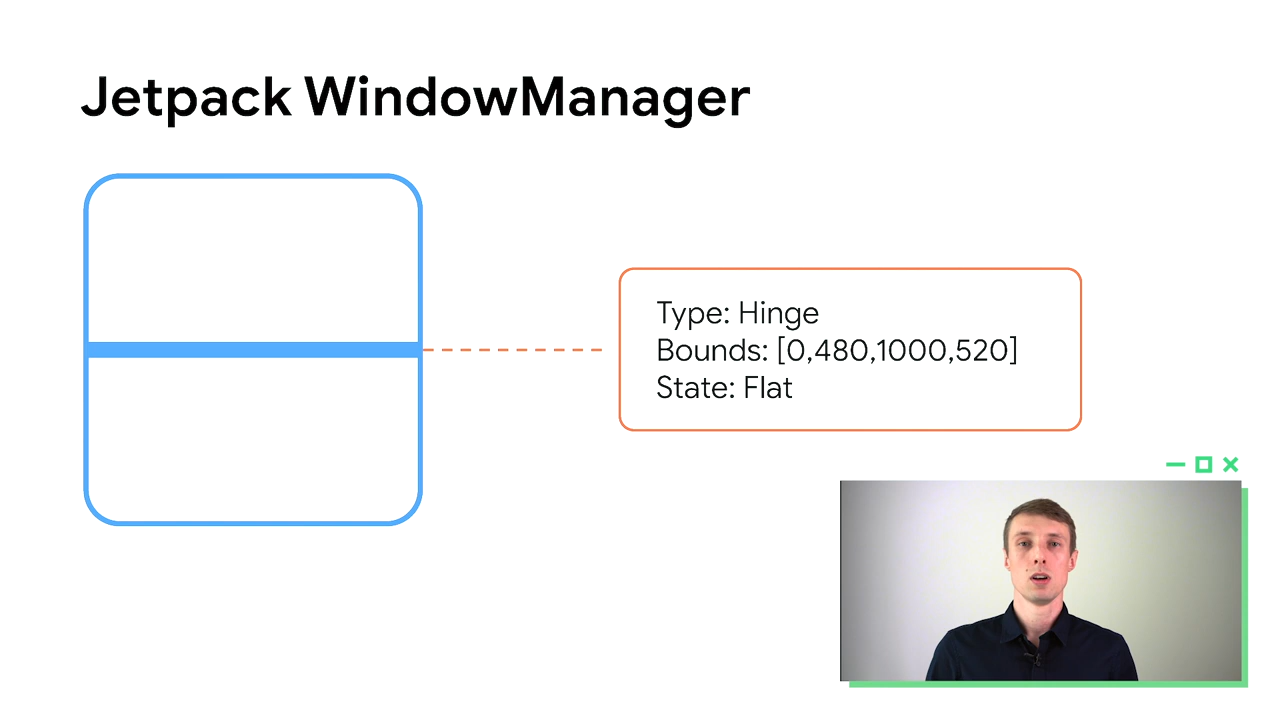 Jetpack WindowManager
Type: Hinge
Bounds: [0,480,1000,520]
State: Flat